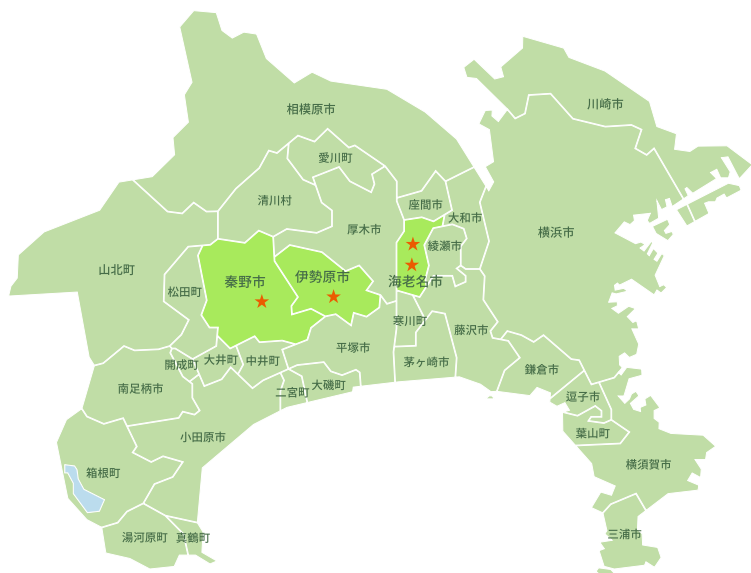 川崎市
相模原市
愛川町
清川村
座間市
大和市
厚木市
横浜市
綾瀬市
山北町
伊勢原市
秦野市
海老名市
松田町
寒川町
藤沢市
平塚市
大井町
中井町
茅ヶ崎市
開成町
鎌倉市
南足柄市
大磯町
二宮町
逗子市
葉山町
小田原市
横須賀市
箱根町
三浦市
湯河原町
真鶴町